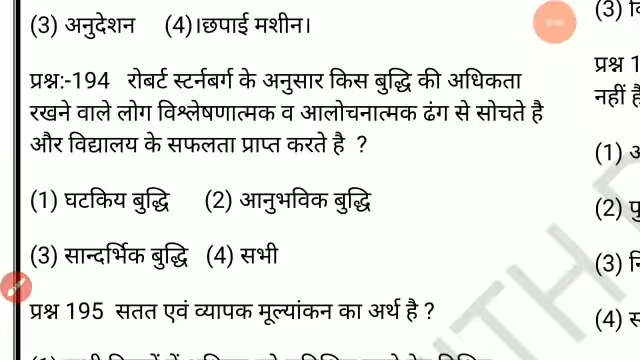 (3) अनुदेशन (4)।छपाई मशीन।
प्रश्न:-194 रोबर्ट स्टर्नबर्ग के अनुसार किस बुद्धि की अधिकता
रखने वाले लोग विश्लेषणात्मक व आलोचनात्मक ढंग से सोचते है
और विद्यालय के सफलता प्राप्त करते है ?
(1) घटकिय बुद्धि (2) आनुभविक बुद्धि
(3) सान्दर्भिक बुद्धि (4) सभी
प्रश्न 195 सतत एवं व्यापक मूल्यांकन का अर्थ है ?
(3)
प्रश्न 1
नहीं है
(1)
(2)
(3)
(4)